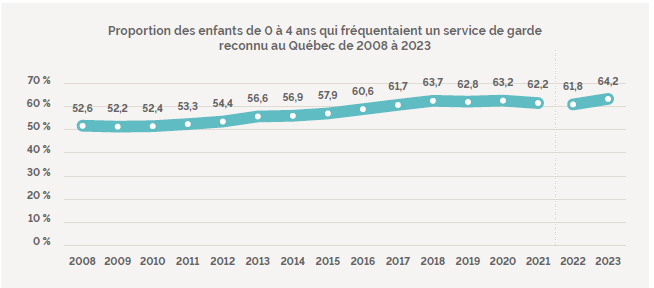 Proportion des enfants de 0 à 4 ans qui fréquentaient un service de garde
reconnu au Québec de 2008 à 2023
70 %
60 %
50 %
40 %
30 %
20 %
10 %
0 %
52,6 52,2 52,4 53,3 54,4 56,6 56,9 57,9 60,6 61,7 63,7 62,8 63,2 62,2 61,8 64,2
2008 2009 2010 2011 2012 2013 2014 2015 2016 2017 2018 2019 2020 2021 2022 2023